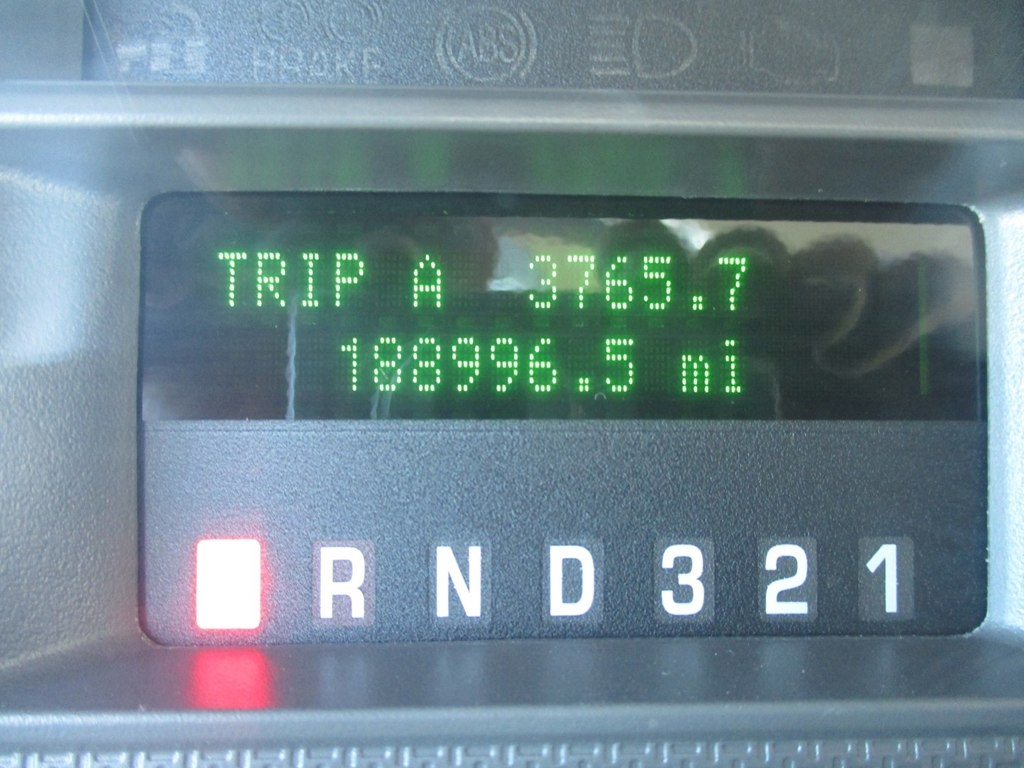 BRAKE
ABS
TRIP A 3765.7
188996.5 mi
R N D 3 2 1